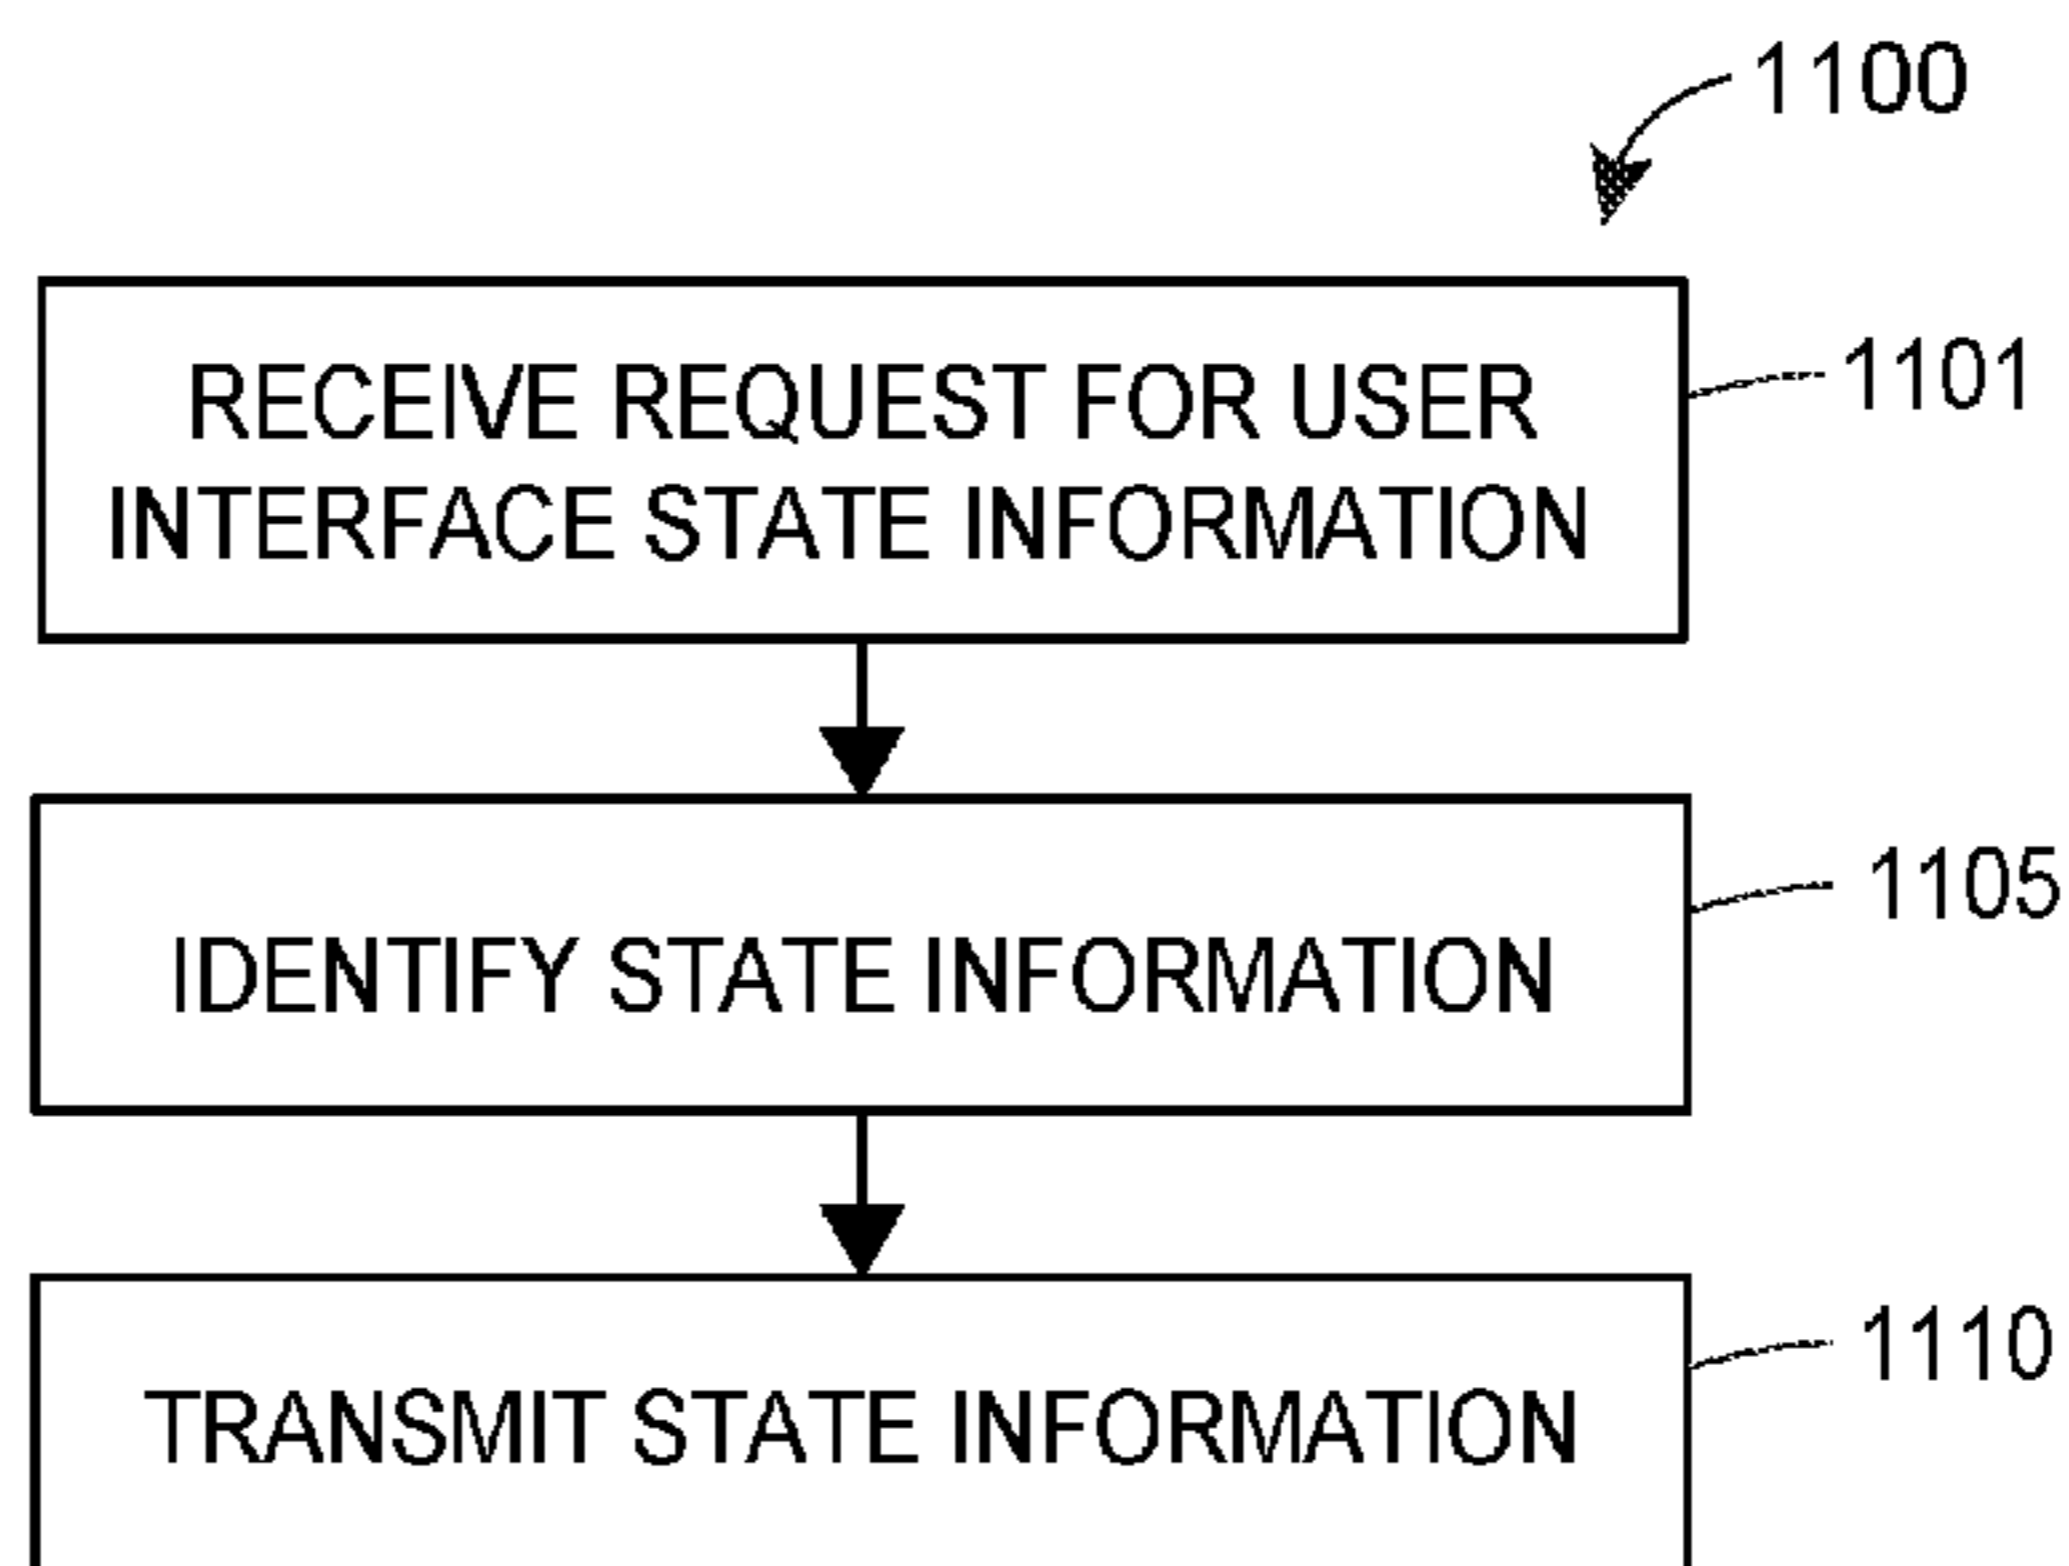 1100
RECEIVE REQUEST FOR USER
INTERFACE STATE INFORMATION
1101
IDENTIFY STATE INFORMATION
1105
TRANSMIT STATE INFORMATION
1110